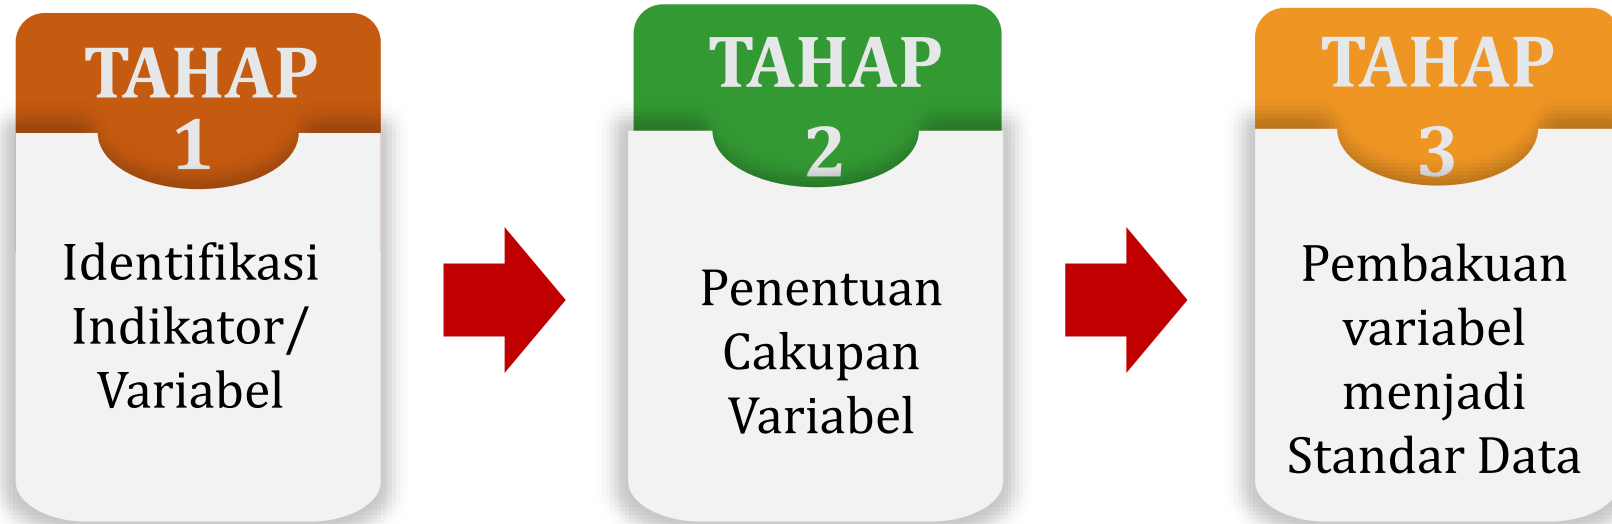 TAHAP
1
Identifikasi
Indikator/
Variabel
TAHAP
2
Penentuan
Cakupan
Variabel
TAHAP
3
Pembakuan
variabel
menjadi
Standar Data